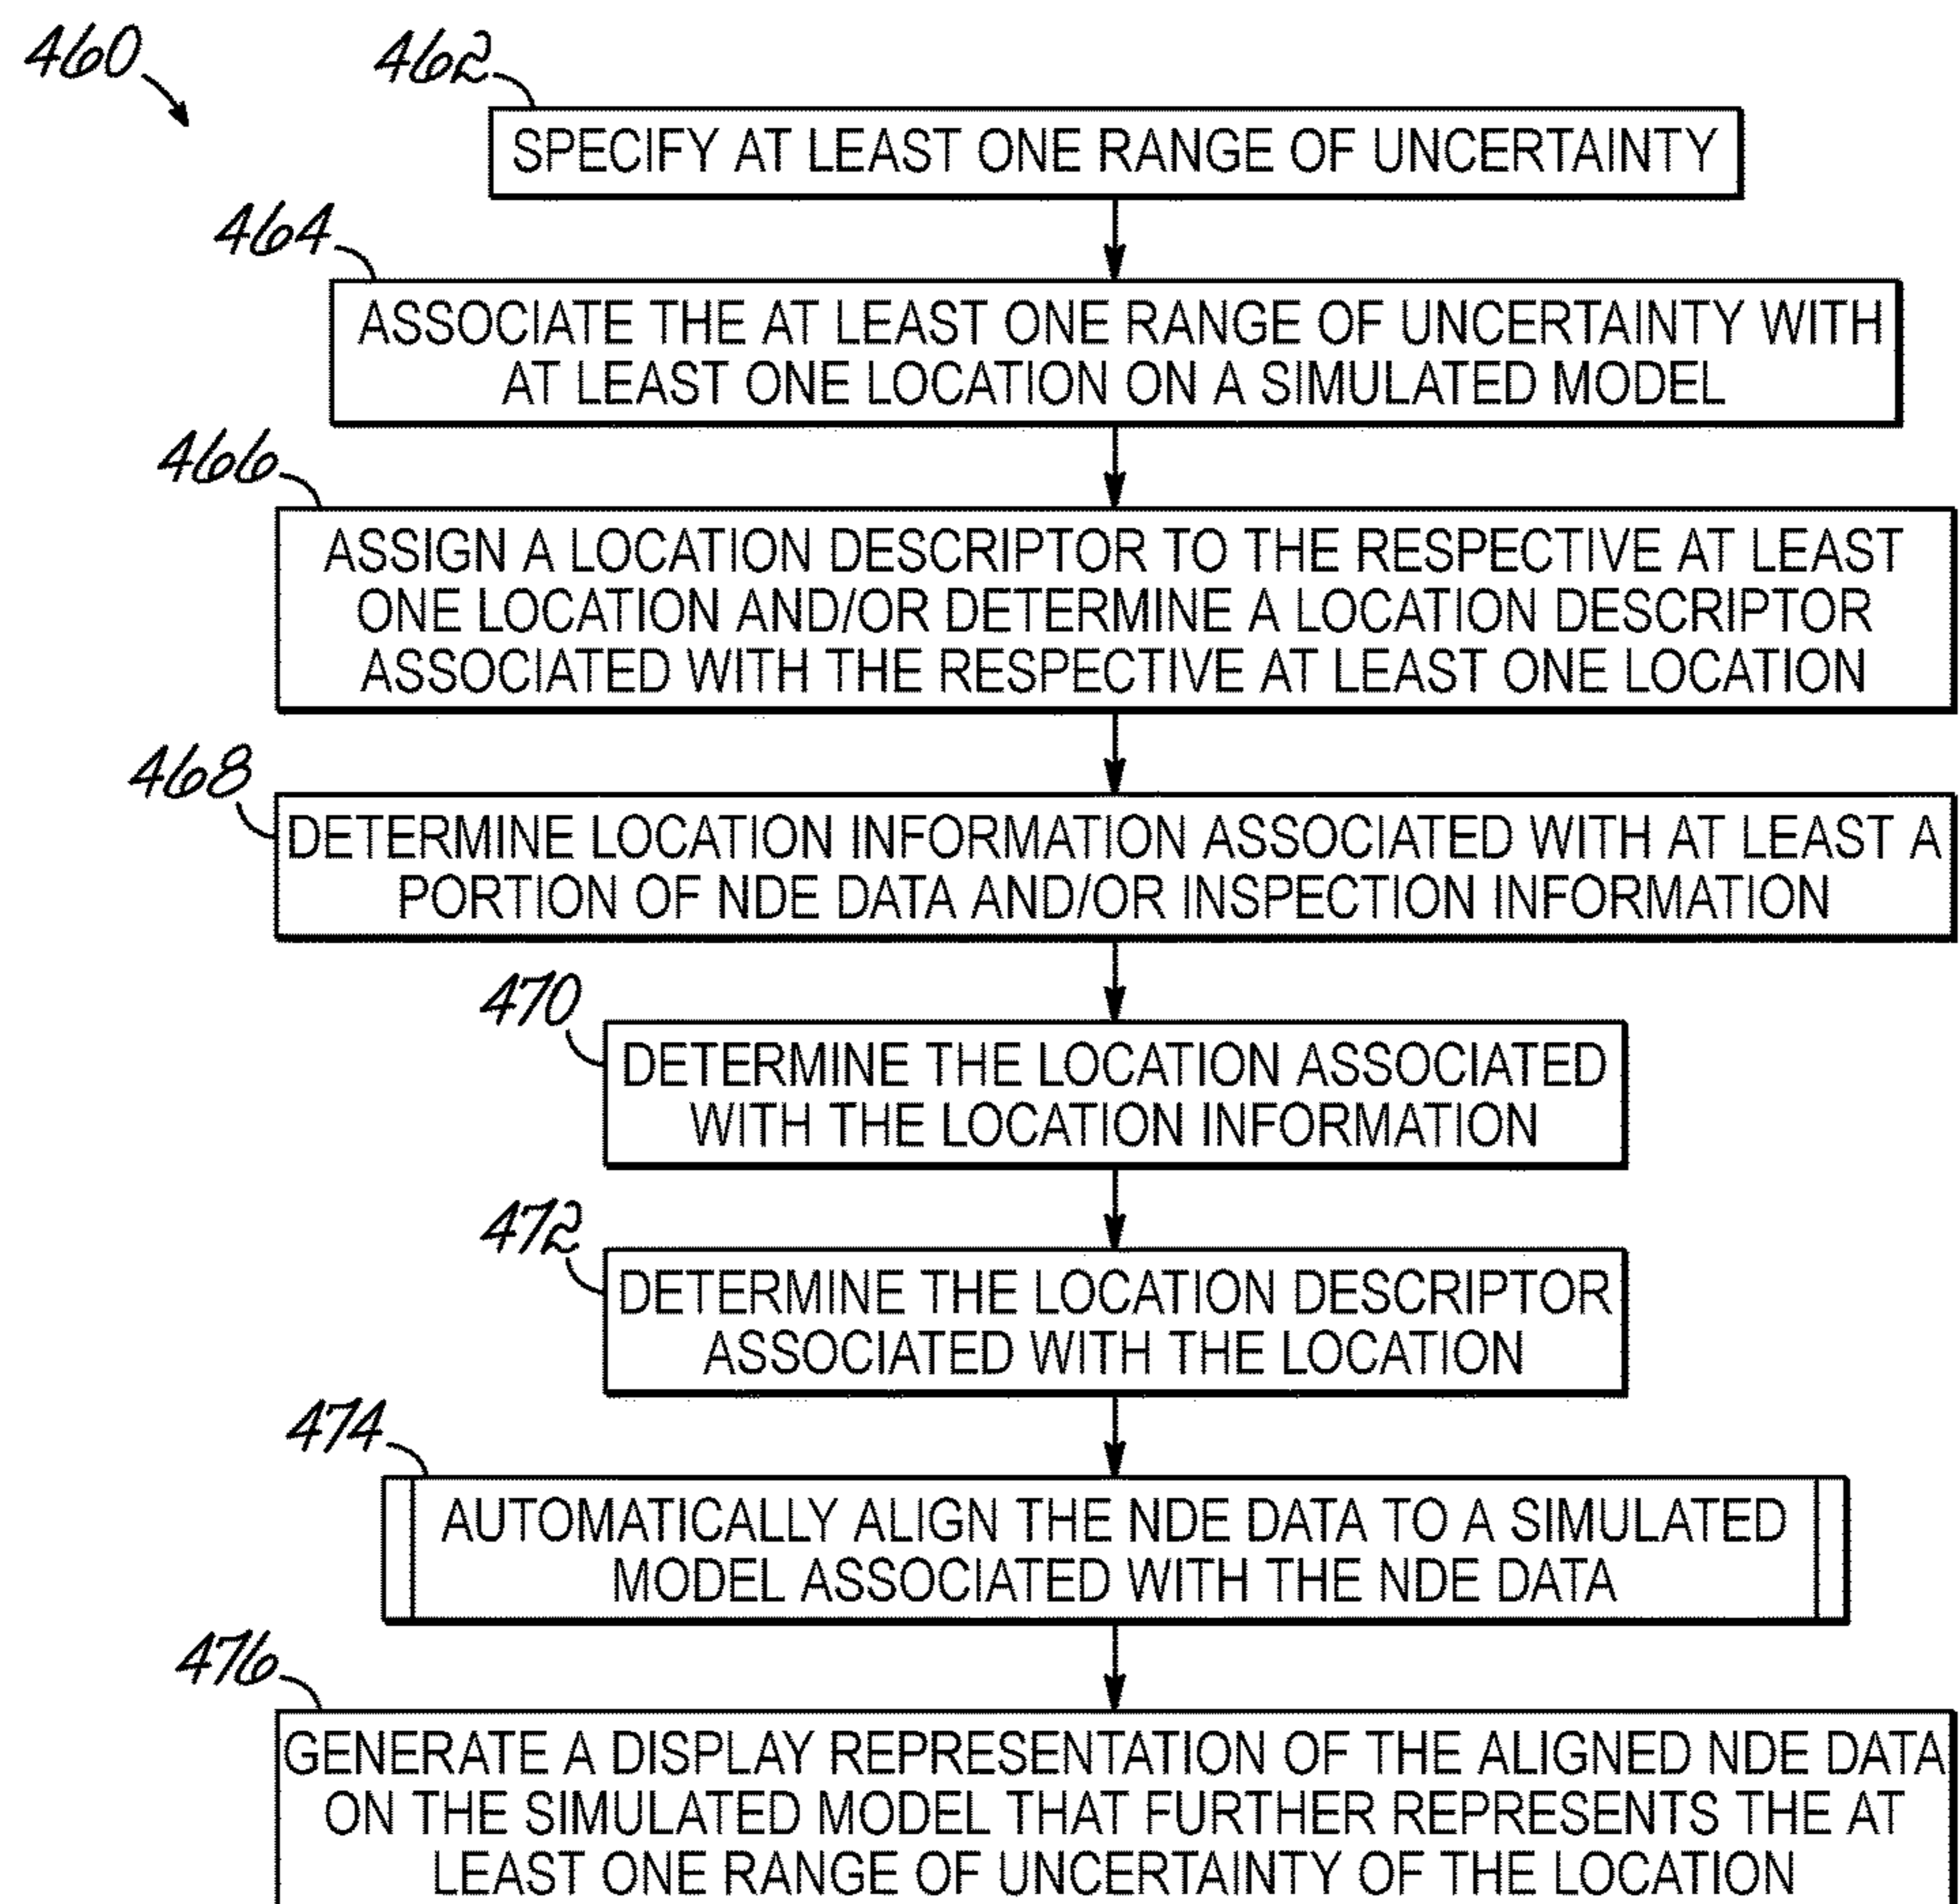 460
462
SPECIFY AT LEAST ONE RANGE OF UNCERTAINTY
464
ASSOCIATE THE AT LEAST ONE RANGE OF UNCERTAINTY WITH
AT LEAST ONE LOCATION ON A SIMULATED MODEL
466
ASSIGN A LOCATION DESCRIPTOR TO THE RESPECTIVE AT LEAST
ONE LOCATION AND/OR DETERMINE A LOCATION DESCRIPTOR
ASSOCIATED WITH THE RESPECTIVE AT LEAST ONE LOCATION
468
DETERMINE LOCATION INFORMATION ASSOCIATED WITH AT LEAST A
PORTION OF NDE DATA AND/OR INSPECTION INFORMATION
470
DETERMINE THE LOCATION ASSOCIATED
WITH THE LOCATION INFORMATION
472
DETERMINE THE LOCATION DESCRIPTOR
ASSOCIATED WITH THE LOCATION
474
AUTOMATICALLY ALIGN THE NDE DATA TO A SIMULATED
MODEL ASSOCIATED WITH THE NDE DATA
476
GENERATE A DISPLAY REPRESENTATION OF THE ALIGNED NDE DATA
ON THE SIMULATED MODEL THAT FURTHER REPRESENTS THE AT
LEAST ONE RANGE OF UNCERTAINTY OF THE LOCATION